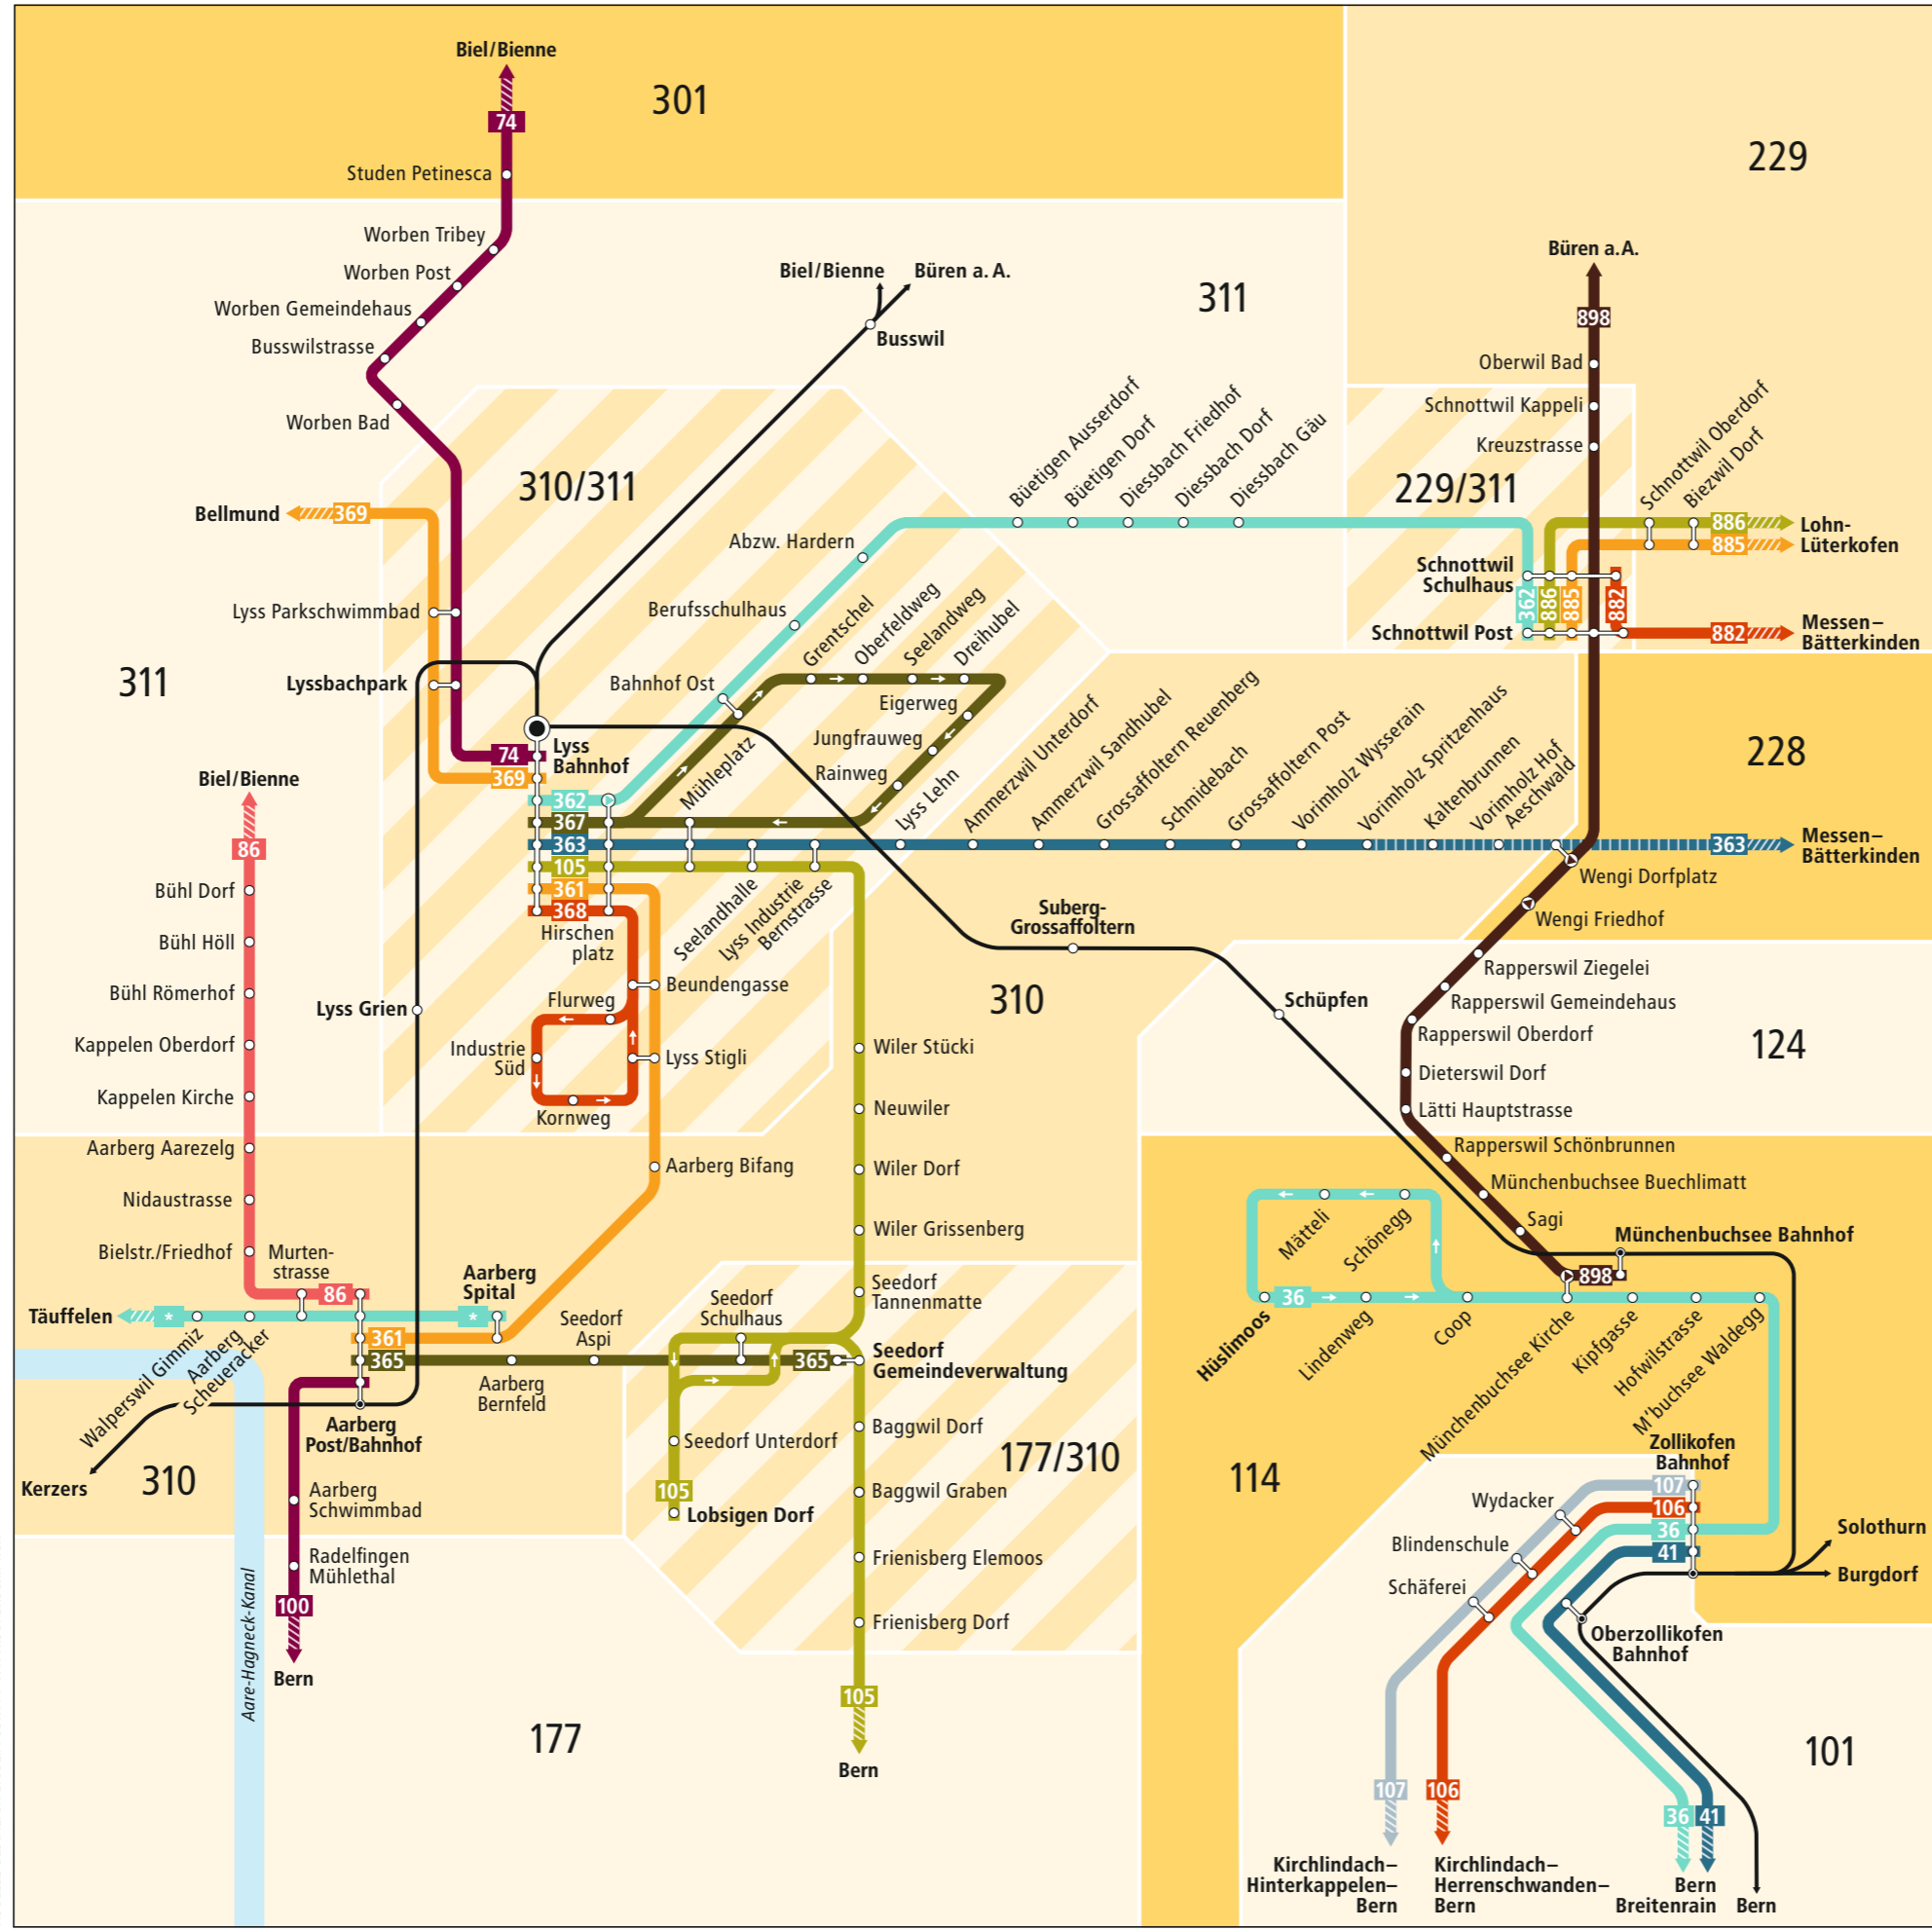 Biel/Bienne
301
74
229
Studen Petinesca
Worben Tribey
Büren a.A.
Worben Post
Biel/Bienne
Büren a. A.
Worben Gemeindehaus
311
898
Busswilstrasse
Busswil
Oberwil Bad
Worben Bad
Schnottwil Kappeli
Kreuzstrasse
310/311
229/311
Büetigen Ausserdorf
Büetigen Dorf
Diessbach Friedhof
Diessbach Dorf
Diessbach Gäu
Schnottwil Oberdorf
Biezwil Dorf
Bellmund
369
886
885
Lohn-
Lüterkofen
Abzw. Hardern
Schnottwil
Schulhaus
362
886
885
882
Lyss Parkschwimmbad
Berufsschulhaus
Schnottwil Post
882
Messen–
Bätterkinden
Grentschel
Oberfeldweg
Seelandweg
Dreihubel
311
Lyssbachpark
Bahnhof Ost
Eigerweg
Jungfrauweg
Rainweg
Mühleplatz
Lyss Lehn
Ammerzwil Unterdorf
Ammerzwil Sandhubel
Grossaffoltern Reuenberg
Schmidebach
Grossaffoltern Post
Vorimholz Wysserain
Vorimholz Spritzenhaus
Kaltenbrunnen
Vorimholz Hof
Aeschwald
228
74
Lyss
Bahnhof
369
Biel/Bienne
362
367
363
105
361
368
363
Messen–
Bätterkinden
86
Wengi Dorfplatz
Bühl Dorf
Wengi Friedhof
Hirschen
platz
Seelandhalle
Lyss Industrie
Bernstrasse
Suberg-
Grossaffoltern
Bühl Höll
Rapperswil Ziegelei
Beundengasse
310
Bühl Römerhof
Flurweg
Schüpfen
Rapperswil Gemeindehaus
Lyss Grien
Rapperswil Oberdorf
124
Kappelen Oberdorf
Industrie
Süd
Lyss Stigli
Wiler Stücki
Dieterswil Dorf
Kappelen Kirche
Kornweg
Neuwiler
Lätti Hauptstrasse
Aarberg Aarezelg
Aarberg Bifang
Wiler Dorf
Rapperswil Schönbrunnen
Nidaustrasse
Münchenbuchsee Buechlimatt
Wiler Grissenberg
Mätteli
Schönegg
Sagi
Bielstr./Friedhof
Murten-
strasse
Münchenbuchsee Bahnhof
86
Aarberg
Spital
Seedorf
Tannenmatte
898
Täuffelen
*
*
Seedorf
Schulhaus
Seedorf
Aspi
36
Hüslimoos
Lindenweg
Coop
Münchenbuchsee Kirche
Kipfgasse
Hofwilstrasse
M'buchsee Waldegg
Walperswil Gimmiz
Aarberg
Scheueracker
361
365
365
Seedorf
Gemeindeverwaltung
Aarberg
Bernfeld
Aarberg
Post/Bahnhof
Baggwil Dorf
Seedorf Unterdorf
177/310
Zollikofen
Bahnhof
114
Kerzers
310
107
106
36
41
105
Baggwil Graben
Aarberg
Schwimmbad
Lobsigen Dorf
Wydacker
Solothurn
Blindenschule
Radelfingen
Mühlethal
Frienisberg Elemoos
Burgdorf
Schäferei
100
Frienisberg Dorf
Oberzollikofen
Bahnhof
Aare-Hagneck-Kanal
Bern
105
177
101
Bern
107
106
36
41
Kirchlindach–
Hinterkappelen–
Bern
Kirchlindach–
Herrenschwanden–
Bern
Bern
Breitenrain
Bern